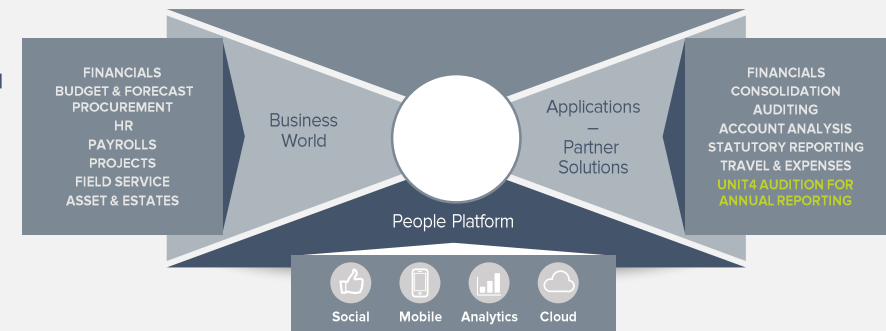 FINANCIALS
BUDGET & FORECAST
PROCUREMENT
HR
PAYROLLS
PROJECTS
FIELD SERVICE
ASSET & ESTATES
Business
World
Applications
–
Partner
Solutions
FINANCIALS
CONSOLIDATION
AUDITING
ACCOUNT ANALYSIS
STATUTORY REPORTING
TRAVEL & EXPENSES
UNIT4 AUDITION FOR
ANNUAL REPORTING
People Platform
Social Mobile Analytics Cloud